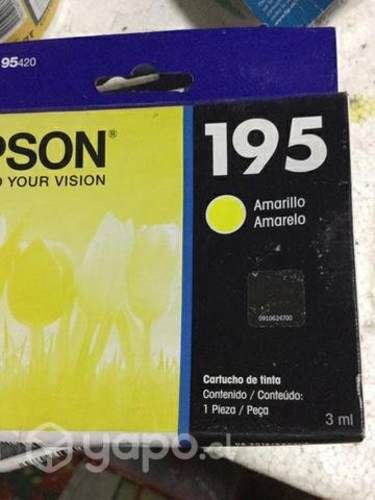 95420
PSON®
YOUR VISION
195
Amarillo
Amarelo
0910624700
Cartucho de tinta
Contenido / Conteúdo:
1 Pieza / Peça
3 ml
yapo.cl